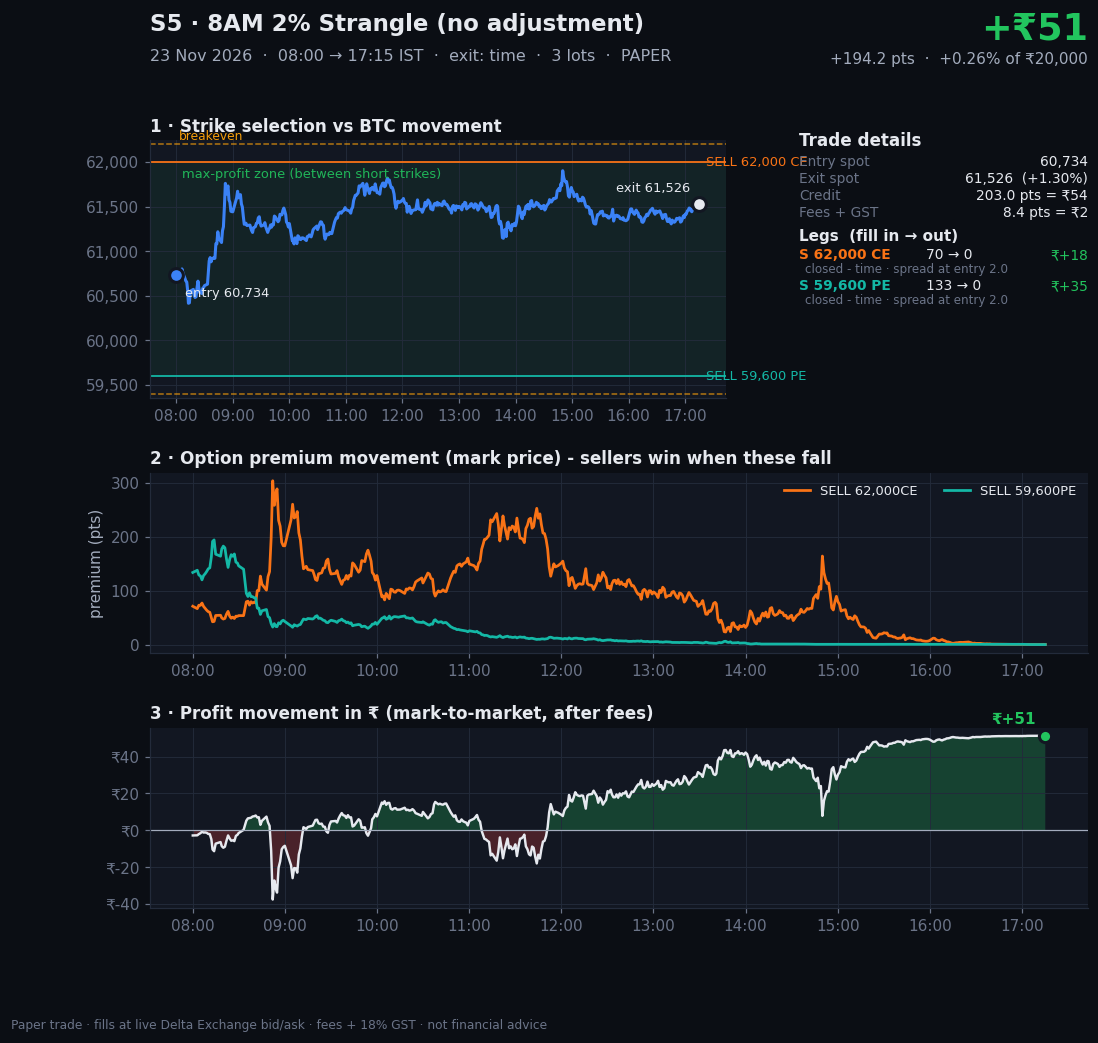 S5 · 8AM 2% Strangle (no adjustment)
+₹51
23 Nov 2026 · 08:00 → 17:15 IST · exit: time · 3 lots · PAPER
+194.2 pts · +0.26% of ₹20,000
1 · Strike selection vs BTC movement
breakeven
62,000
61,500
61,000
60,500
60,000
59,500
SELL 62,000 CE
max-profit zone (between short strikes)
exit 61,526
entry 60,734
SELL 59,600 PE
08:00 09:00 10:00 11:00 12:00 13:00 14:00 15:00 16:00 17:00
Trade details
Entry spot 60,734
Exit spot 61,526 (+1.30%)
Credit 203.0 pts = ₹54
Fees + GST 8.4 pts = ₹2
Legs (fill in → out)
S 62,000 CE 70 → 0 ₹+18
closed - time · spread at entry 2.0
S 59,600 PE 133 → 0 ₹+35
closed - time · spread at entry 2.0
2 · Option premium movement (mark price) - sellers win when these fall
premium (pts)
300
200
100
0
SELL 62,000CE SELL 59,600PE
08:00 09:00 10:00 11:00 12:00 13:00 14:00 15:00 16:00 17:00
3 · Profit movement in ₹ (mark-to-market, after fees)
₹+51
₹40
₹20
₹0
₹-20
₹-40
08:00 09:00 10:00 11:00 12:00 13:00 14:00 15:00 16:00 17:00
Paper trade · fills at live Delta Exchange bid/ask · fees + 18% GST · not financial advice